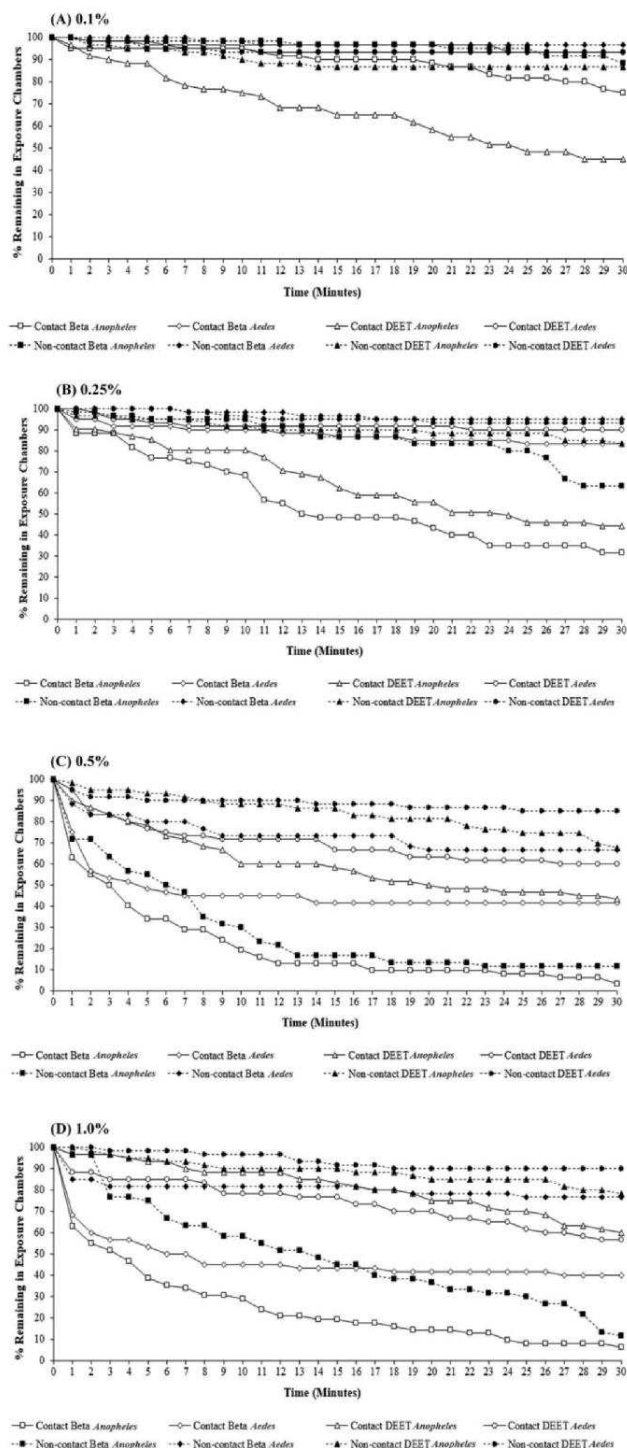 (A) 0.1%
% Remaining in Exposure Chambers
100
90
80
70
60
50
40
30
20
10
0
0 1 2 3 4 5 6 7 8 9 10 11 12 13 14 15 16 17 18 19 20 21 22 23 24 25 26 27 28 29 30
Time (Minutes)
Contact Beta Anopheles Contact Beta Aedes Contact DEET Anopheles Contact DEET Aedes
Non-contact Beta Anopheles Non-contact Beta Aedes Non-contact DEET Anopheles Non-contact DEET Aedes
(B) 0.25%
% Remaining in Exposure Chambers
100
90
80
70
60
50
40
30
20
10
0
0 1 2 3 4 5 6 7 8 9 10 11 12 13 14 15 16 17 18 19 20 21 22 23 24 25 26 27 28 29 30
Time (Minutes)
Contact Beta Anopheles Contact Beta Aedes Contact DEET Anopheles Contact DEET Aedes
Non-contact Beta Anopheles Non-contact Beta Aedes Non-contact DEET Anopheles Non-contact DEET Aedes
(C) 0.5%
% Remaining in Exposure Chambers
100
90
80
70
60
50
40
30
20
10
0
0 1 2 3 4 5 6 7 8 9 10 11 12 13 14 15 16 17 18 19 20 21 22 23 24 25 26 27 28 29 30
Time (Minutes)
Contact Beta Anopheles Contact Beta Aedes Contact DEET Anopheles Contact DEET Aedes
Non-contact Beta Anopheles Non-contact Beta Aedes Non-contact DEET Anopheles Non-contact DEET Aedes
(D) 1.0%
% Remaining in Exposure Chambers
100
90
80
70
60
50
40
30
20
10
0
0 1 2 3 4 5 6 7 8 9 10 11 12 13 14 15 16 17 18 19 20 21 22 23 24 25 26 27 28 29 30
Time (Minutes)
Contact Beta Anopheles Contact Beta Aedes Contact DEET Anopheles Contact DEET Aedes
Non-contact Beta Anopheles Non-contact Beta Aedes Non-contact DEET Anopheles Non-contact DEET Aedes